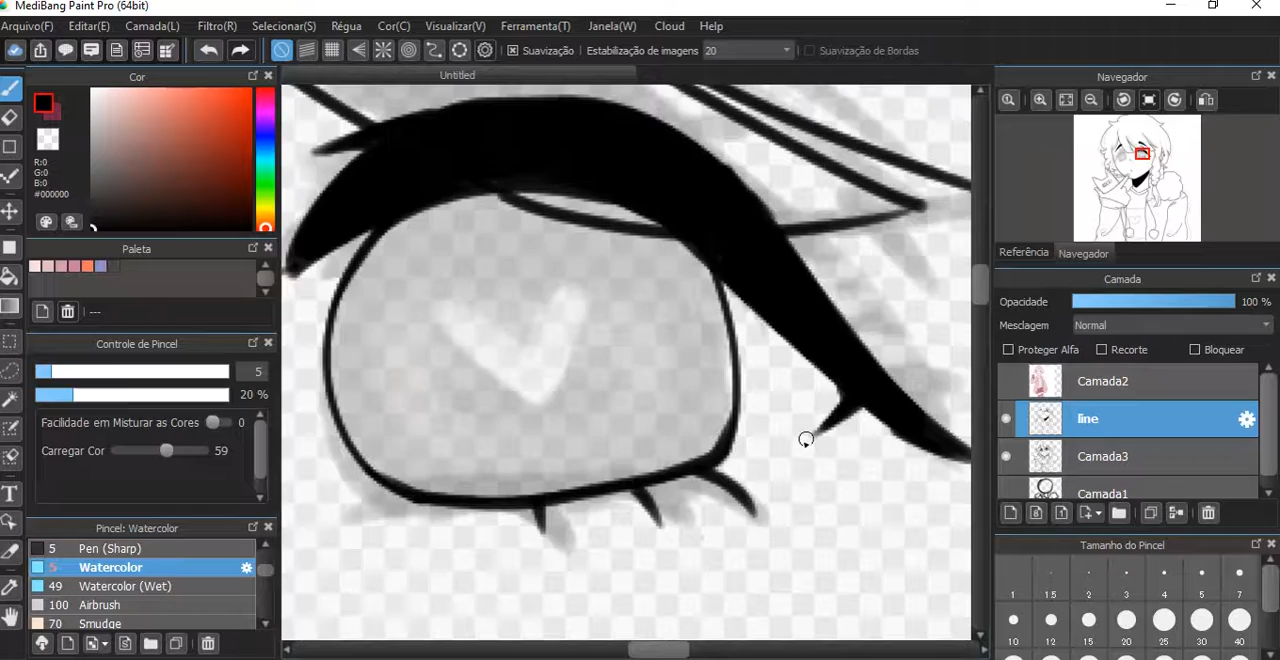 MediBang Paint Pro (64bit)
Arquivo(F) Editar(E) Camada(L) Filtro(R) Selecionar(S) Régua Cor(C) Visualizar(V) Ferramenta(T) Janela(W) Cloud Help
Suavização Estabilização de imagens 20 Suavização de Bordas
Cor
Untitled
Navegador
R:0
G:0
B:0
#000000
Paleta
Referência Navegador
---
Camada
Opacidade 100 %
Mesclagem Normal
Controle de Pincel
Proteger Alfa Recorte Bloquear
5
Camada2
20 %
line
Facilidade em Misturar as Cores 0
Carregar Cor 59
Camada3
Camada1
Pincel: Watercolor
Tamanho do Pincel
5 Pen (Sharp)
5 Watercolor
49 Watercolor (Wet)
100 Airbrush
70 Smudge
1 1.5 2 3 4 5 7
10 12 15 20 25 30 40